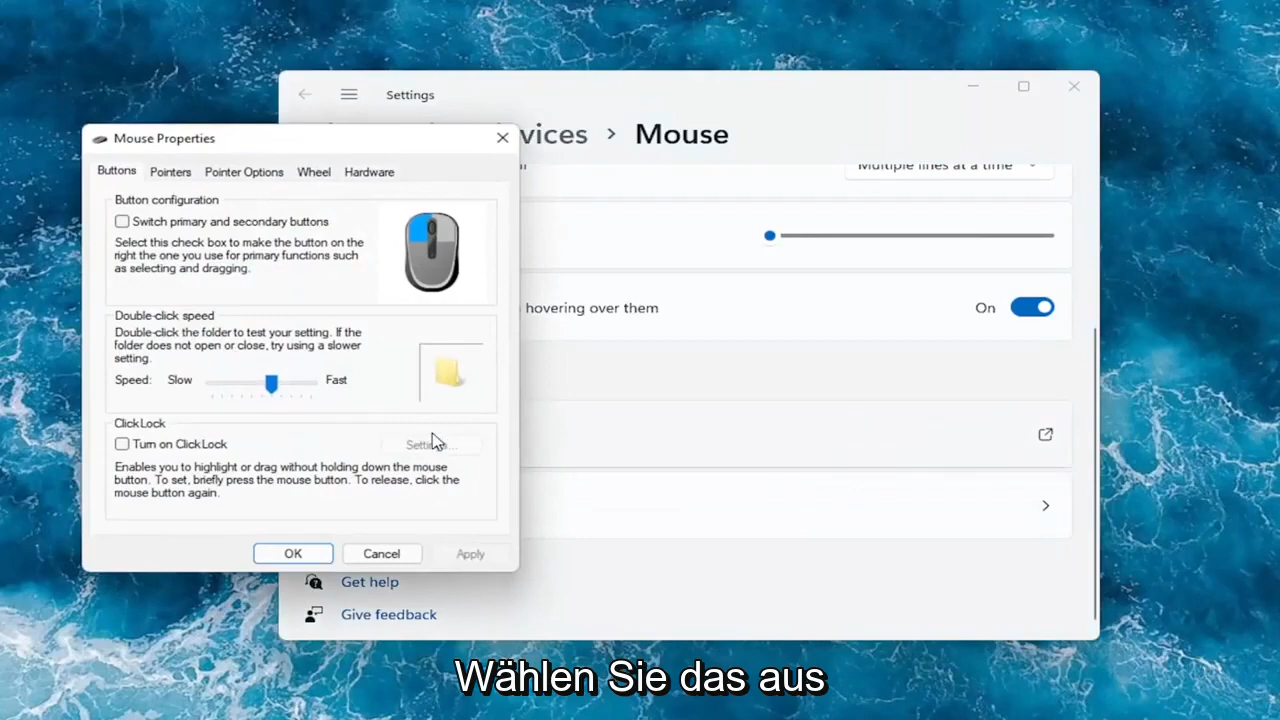 Settings
Mouse Properties
vices > Mouse
Buttons Pointers Pointer Options Wheel Hardware
Multiple lines at a time
Button configuration
Switch primary and secondary buttons
Select this check box to make the button on the
right the one you use for primary functions such
as selecting and dragging.
hovering over them
On
Double-click speed
Double-click the folder to test your setting. If the
folder does not open or close, try using a slower
setting.
Speed: Slow Fast
ClickLock
Turn on ClickLock
Enables you to highlight or drag without holding down the mouse
button. To set, briefly press the mouse button. To release, click the
mouse button again.
OK Cancel Apply
Get help
Give feedback
Wählen Sie das aus